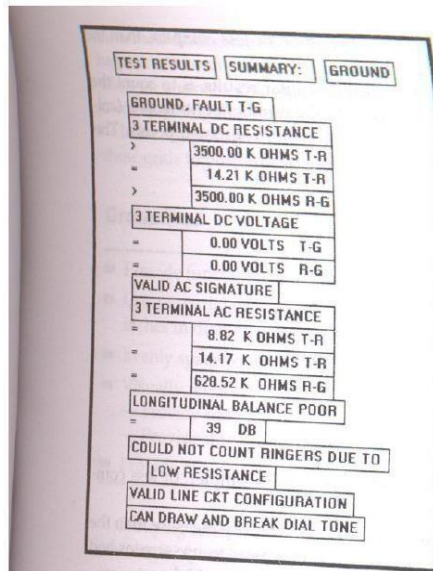 TEST RESULTS SUMMARY: GROUND
GROUND, FAULT T-G
3 TERMINAL DC RESISTANCE
> 3500.00 K OHMS T-R
= 14.21 K OHMS T-R
> 3500.00 K OHMS R-G
3 TERMINAL DC VOLTAGE
= 0.00 VOLTS T-G
= 0.00 VOLTS R-G
VALID AC SIGNATURE
3 TERMINAL AC RESISTANCE
= 8.82 K OHMS T-R
= 14.17 K OHMS T-R
= 628.52 K OHMS R-G
LONGITUDINAL BALANCE POOR
= 39 DB
COULD NOT COUNT RINGERS DUE TO
LOW RESISTANCE
VALID LINE CKT CONFIGURATION
CAN DRAW AND BREAK DIAL TONE